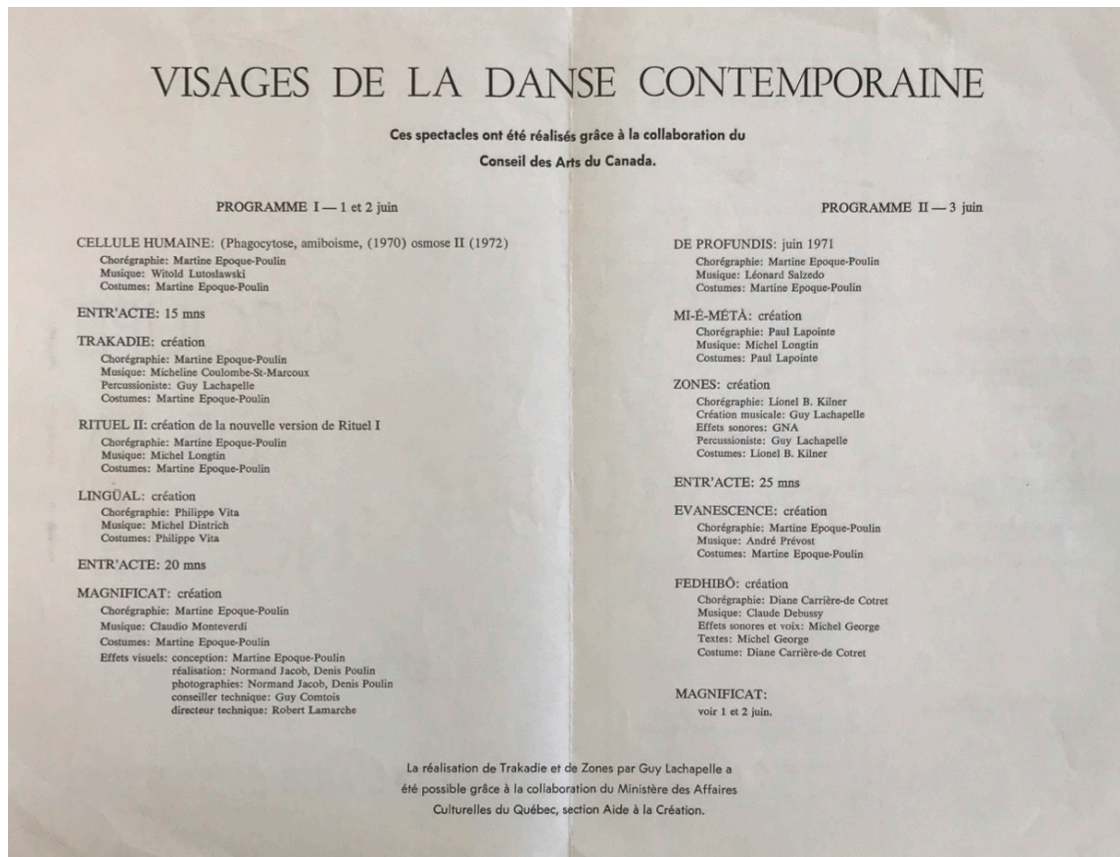 VISAGES DE LA DANSE CONTEMPORAINE
Ces spectacles ont été réalisés grâce à la collaboration du
Conseil des Arts du Canada.
PROGRAMME I — 1 et 2 juin
CELLULE HUMAINE: (Phagocytose, amiboisme, (1970) osmose II (1972)
Chorégraphie: Martine Epoque-Poulin
Musique: Witold Lutoslawski
Costumes: Martine Epoque-Poulin
ENTR'ACTE: 15 mns
TRAKADIE: création
Chorégraphie: Martine Epoque-Poulin
Musique: Micheline Coulombe-St-Marcoux
Percussioniste: Guy Lachapelle
Costumes: Martine Epoque-Poulin
RITUEL II: création de la nouvelle version de Rituel I
Chorégraphie: Martine Epoque-Poulin
Musique: Michel Longtin
Costumes: Martine Epoque-Poulin
LINGÜAL: création
Chorégraphie: Philippe Vita
Musique: Michel Dintrich
Costumes: Philippe Vita
ENTR'ACTE: 20 mns
MAGNIFICAT: création
Chorégraphie: Martine Epoque-Poulin
Musique: Claudio Monteverdi
Costumes: Martine Epoque-Poulin
Effets visuels: conception: Martine Epoque-Poulin
réalisation: Normand Jacob, Denis Poulin
photographies: Normand Jacob, Denis Poulin
conseiller technique: Guy Comtois
directeur technique: Robert Lamarche
PROGRAMME II — 3 juin
DE PROFUNDIS: juin 1971
Chorégraphie: Martine Epoque-Poulin
Musique: Léonard Salzedo
Costumes: Martine Epoque-Poulin
MI-É-MÉTÀ: création
Chorégraphie: Paul Lapointe
Musique: Michel Longtin
Costumes: Paul Lapointe
ZONES: création
Chorégraphie: Lionel B. Kilner
Création musicale: Guy Lachapelle
Effets sonores: GNA
Percussioniste: Guy Lachapelle
Costumes: Lionel B. Kilner
ENTR'ACTE: 25 mns
EVANESCENCE: création
Chorégraphie: Martine Epoque-Poulin
Musique: André Prévost
Costumes: Martine Epoque-Poulin
FEDHIBÔ: création
Chorégraphie: Diane Carrière-de Cotret
Musique: Claude Debussy
Effets sonores et voix: Michel George
Textes: Michel George
Costume: Diane Carrière-de Cotret
MAGNIFICAT:
voir 1 et 2 juin.
La réalisation de Trakadie et de Zones par Guy Lachapelle a
été possible grâce à la collaboration du Ministère des Affaires
Culturelles du Québec, section Aide à la Création.